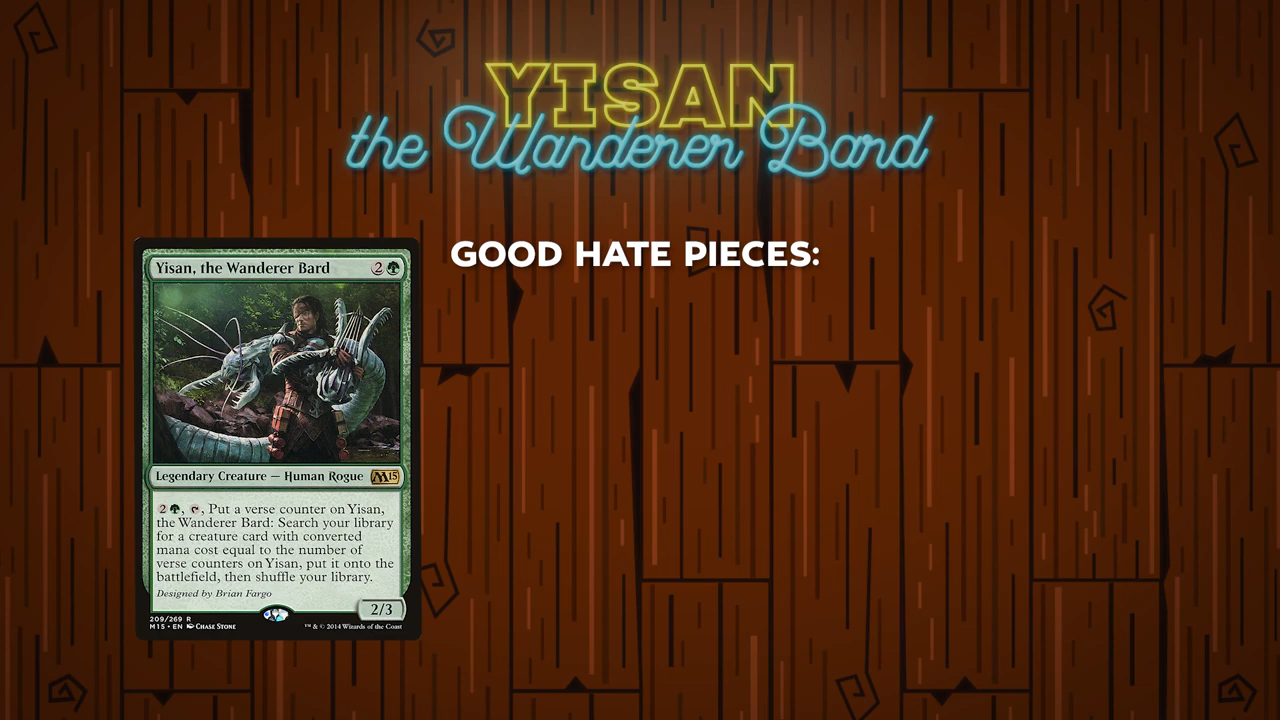 YISAN
the Wanderer Bard
GOOD HATE PIECES:
Yisan, the Wanderer Bard 2
Legendary Creature — Human Rogue M15
2 , , Put a verse counter on Yisan,
the Wanderer Bard: Search your library
for a creature card with converted
mana cost equal to the number of
verse counters on Yisan, put it onto the
battlefield, then shuffle your library.
Designed by Brian Fargo
2/3
209/269 R
M15 • EN Chase Stone
™ & © 2014 Wizards of the Coast